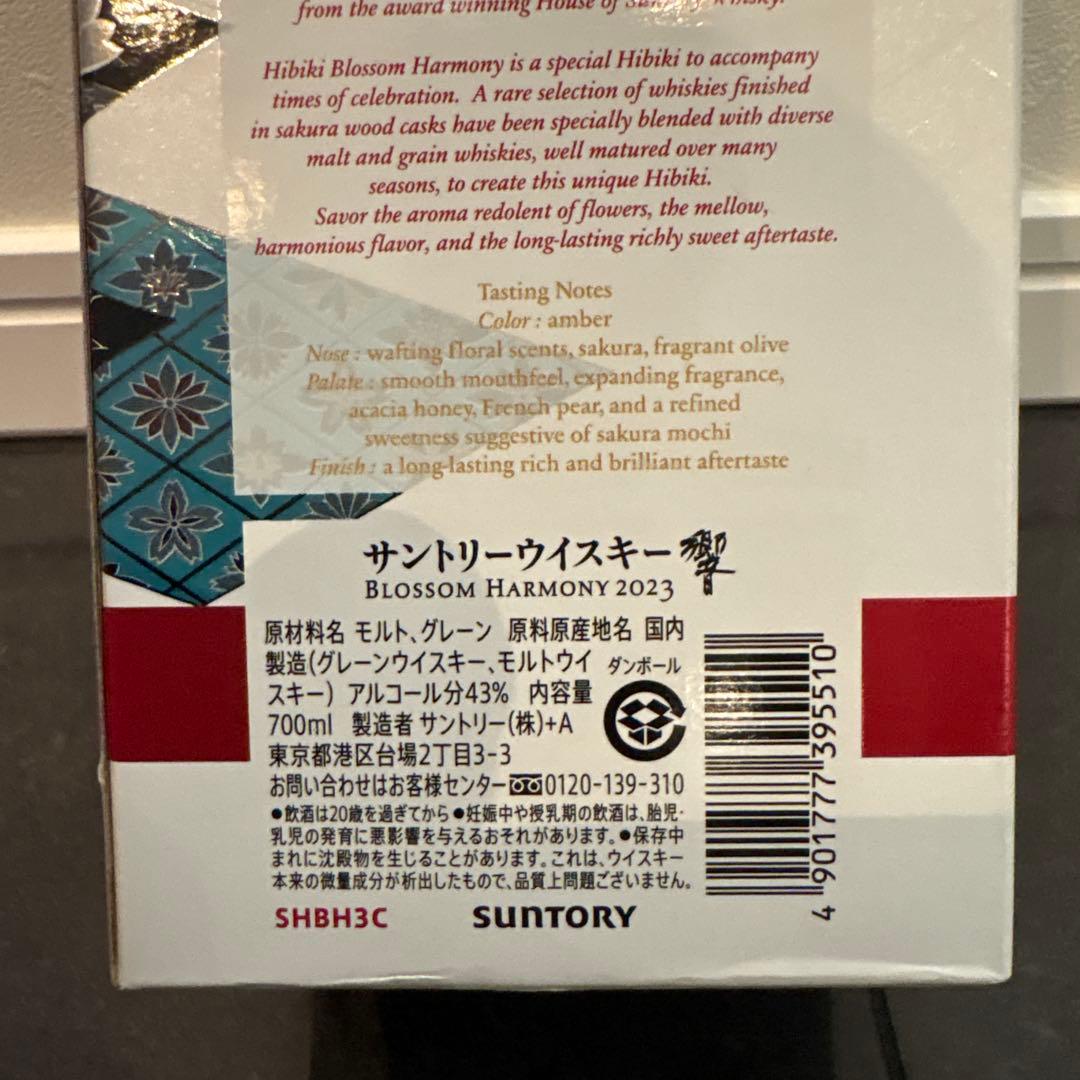 from the award winning House of Suntory Whisky.
Hibiki Blossom Harmony is a special Hibiki to accompany
times of celebration. A rare selection of whiskies finished
in sakura wood casks have been specially blended with diverse
malt and grain whiskies, well matured over many
seasons, to create this unique Hibiki.
Savor the aroma redolent of flowers, the mellow,
harmonious flavor, and the long-lasting richly sweet aftertaste.
Tasting Notes
Color : amber
Nose : wafting floral scents, sakura, fragrant olive
Palate : smooth mouthfeel, expanding fragrance,
acacia honey, French pear, and a refined
sweetness suggestive of sakura mochi
Finish : a long-lasting rich and brilliant aftertaste
サントリーウイスキー響
BLOSSOM HARMONY 2023
原材料名 モルト、グレーン 原料原産地名 国内
製造(グレーンウイスキー、モルトウイ
スキー) アルコール分43% 内容量
700ml 製造者 サントリー(株)+A
東京都港区台場2丁目3-3
ダンボール
お問い合わせはお客様センター 0120-139-310
●飲酒は20歳を過ぎてから ●妊娠中や授乳期の飲酒は、胎児・
乳児の発育に悪影響を与えるおそれがあります。●保存中
まれに沈殿物を生じることがあります。これは、ウイスキー
本来の微量成分が析出したもので、品質上問題ございません。
SHBH3C SUNTORY
4 901777 395510